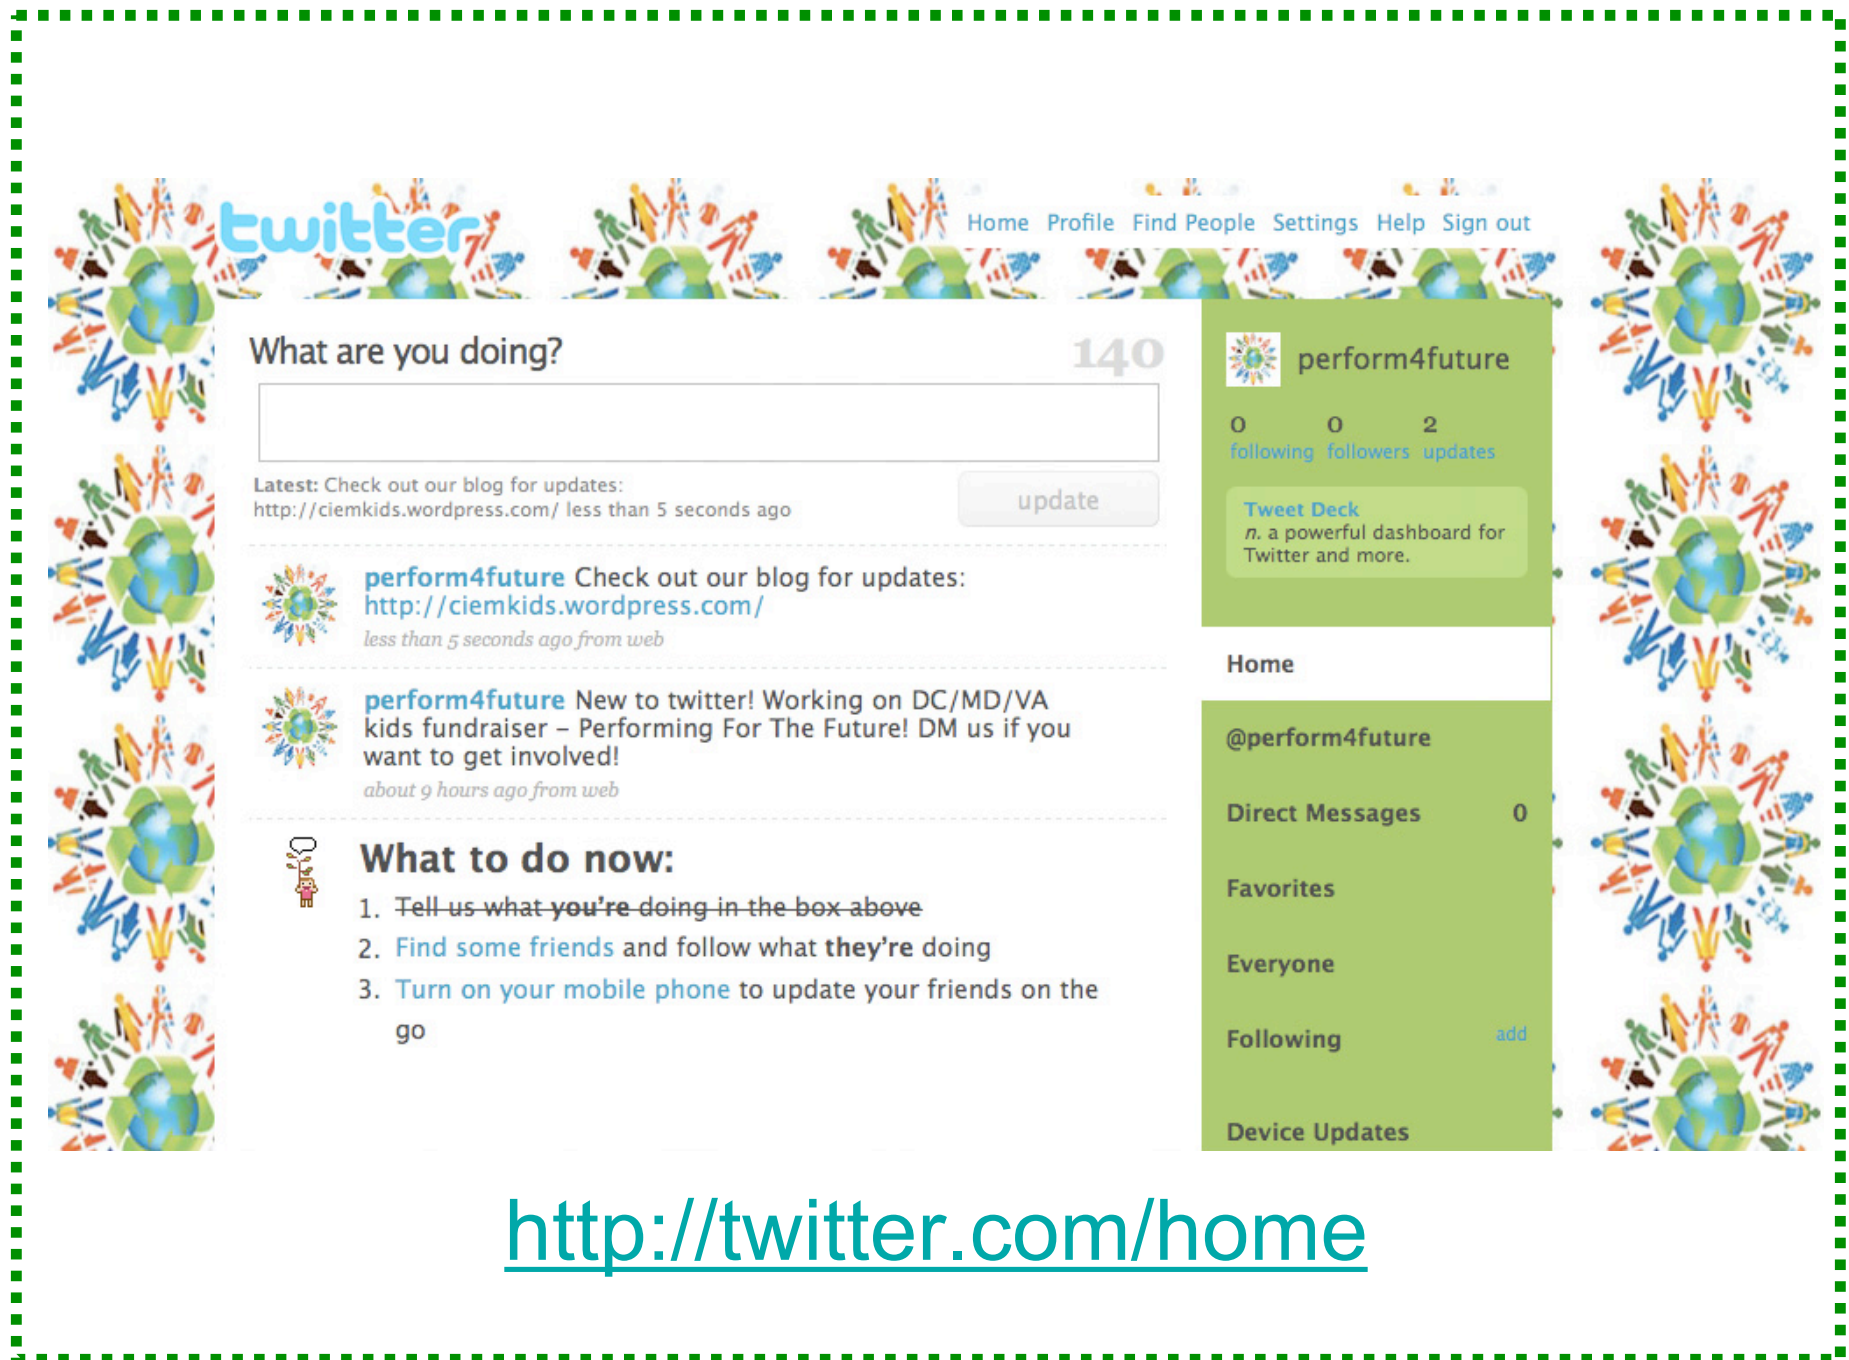 twitter
Home Profile Find People Settings Help Sign out
What are you doing?
140
Latest: Check out our blog for updates:
http://ciemkids.wordpress.com/ less than 5 seconds ago
update
perform4future Check out our blog for updates:
http://ciemkids.wordpress.com/
less than 5 seconds ago from web
perform4future New to twitter! Working on DC/MD/VA
kids fundraiser – Performing For The Future! DM us if you
want to get involved!
about 9 hours ago from web
What to do now:
1. Tell us what you're doing in the box above
2. Find some friends and follow what they're doing
3. Turn on your mobile phone to update your friends on the
go
perform4future
0 0 2
following followers updates
Tweet Deck
n. a powerful dashboard for
Twitter and more.
Home
@perform4future
Direct Messages 0
Favorites
Everyone
Following add
Device Updates
http://twitter.com/home